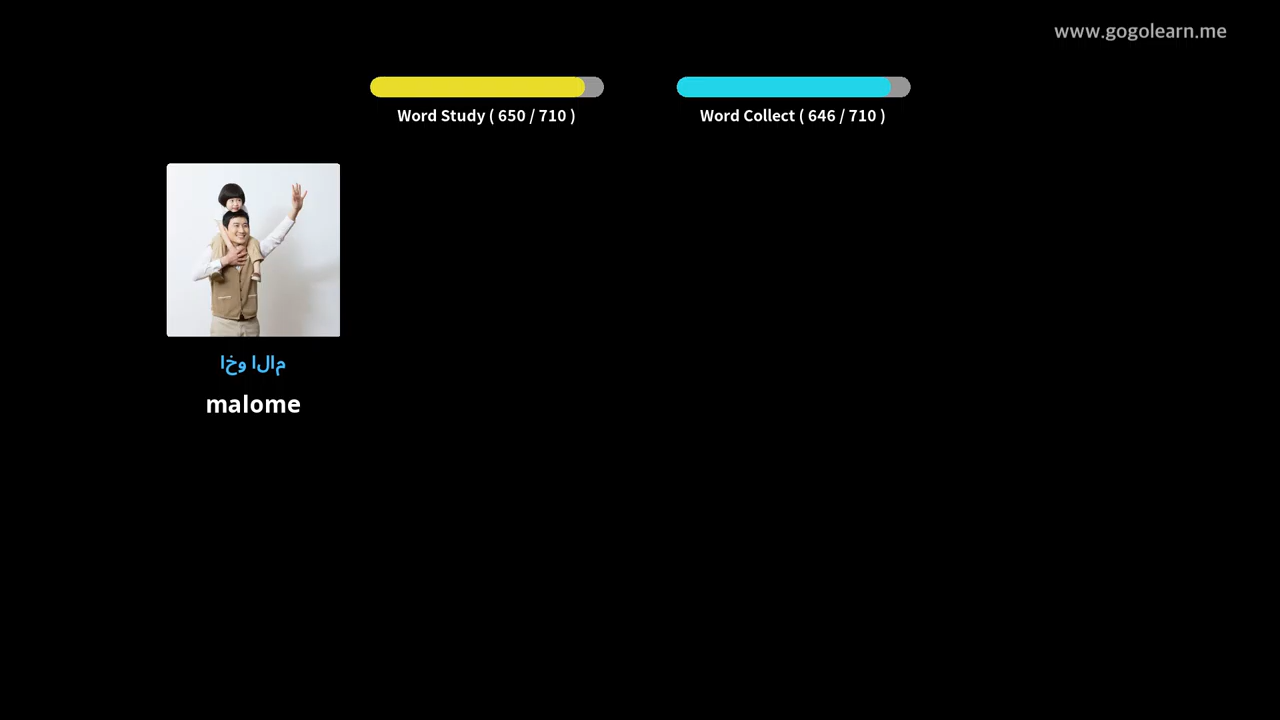 www.gogolearn.me
Word Study ( 650 / 710 )
Word Collect ( 646 / 710 )
اخو الام
malome